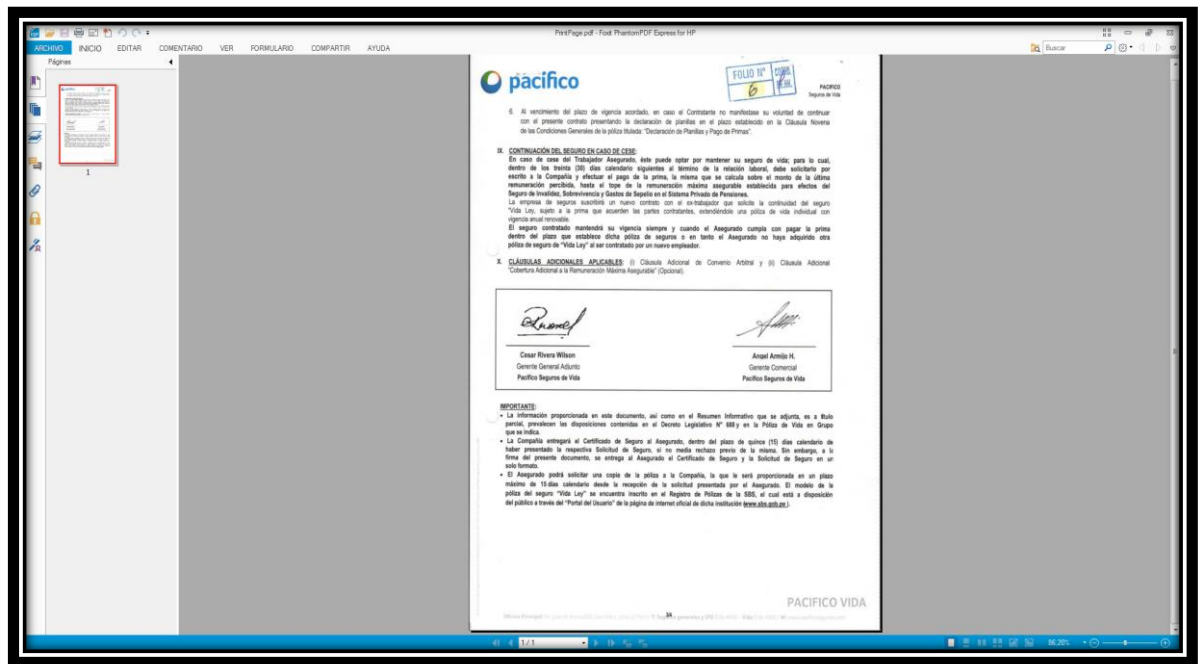 PrintPage.pdf - Foxit PhantomPDF Express for HP
ARCHIVO INICIO EDITAR COMENTARIO VER FORMULARIO COMPARTIR AYUDA
Buscar
Páginas
1
pacífico
FOLIO N°
6
PACIFICO
Seguros de Vida
6. Al vencimiento del plazo de vigencia acordado, en caso el Contratante no manifestase su voluntad de continuar
con el presente contrato presentando la declaración de planillas en el plazo establecido en la Cláusula Novena
de las Condiciones Generales de la póliza titulada: "Declaración de Planillas y Pago de Primas".
IX. CONTINUACIÓN DEL SEGURO EN CASO DE CESE:
En caso de cese del Trabajador Asegurado, éste puede optar por mantener su seguro de vida; para lo cual,
dentro de los treinta (30) días calendario siguientes al término de la relación laboral, debe solicitarlo por
escrito a la Compañía y efectuar el pago de la prima, la misma que se calcula sobre el monto de la última
remuneración percibida, hasta el tope de la remuneración máxima asegurable establecida para efectos del
Seguro de Invalidez, Sobrevivencia y Gastos de Sepelio en el Sistema Privado de Pensiones.
La empresa de seguros suscribirá un nuevo contrato con el ex-trabajador que solicite la continuidad del seguro
"Vida Ley, sujeto a la prima que acuerden las partes contratantes, extendiéndole una póliza de vida individual con
vigencia anual renovable.
El seguro contratado mantendrá su vigencia siempre y cuando el Asegurado cumpla con pagar la prima
dentro del plazo que establece dicha póliza de seguros o en tanto el Asegurado no haya adquirido otra
póliza de seguro de "Vida Ley" al ser contratado por un nuevo empleador.
X. CLÁUSULAS ADICIONALES APLICABLES: (i) Cláusula Adicional de Convenio Arbitral y (ii) Cláusula Adicional
"Cobertura Adicional a la Remuneración Máxima Asegurable" (Opcional).
Cesar Rivera Wilson
Gerente General Adjunto
Pacífico Seguros de Vida
Angel Armijo H.
Gerente Comercial
Pacífico Seguros de Vida
IMPORTANTE:
• La información proporcionada en este documento, así como en el Resumen Informativo que se adjunta, es a título
parcial, prevalecen las disposiciones contenidas en el Decreto Legislativo N° 688 y en la Póliza de Vida en Grupo
que se indica.
• La Compañía entregará el Certificado de Seguro al Asegurado, dentro del plazo de quince (15) días calendario de
haber presentado la respectiva Solicitud de Seguro, si no media rechazo previo de la misma. Sin embargo, a la
firma del presente documento, se entrega al Asegurado el Certificado de Seguro y la Solicitud de Seguro en un
solo formato.
• El Asegurado podrá solicitar una copia de la póliza a la Compañía, la que le será proporcionada en un plazo
máximo de 15 días calendario desde la recepción de la solicitud presentada por el Asegurado. El modelo de la
póliza del seguro "Vida Ley" se encuentra inscrito en el Registro de Pólizas de la SBS, el cual está a disposición
del público a través del "Portal del Usuario" de la página de internet oficial de dicha institución (www.sbs.gob.pe ).
PACIFICO VIDA
14
1 / 1
86.20%